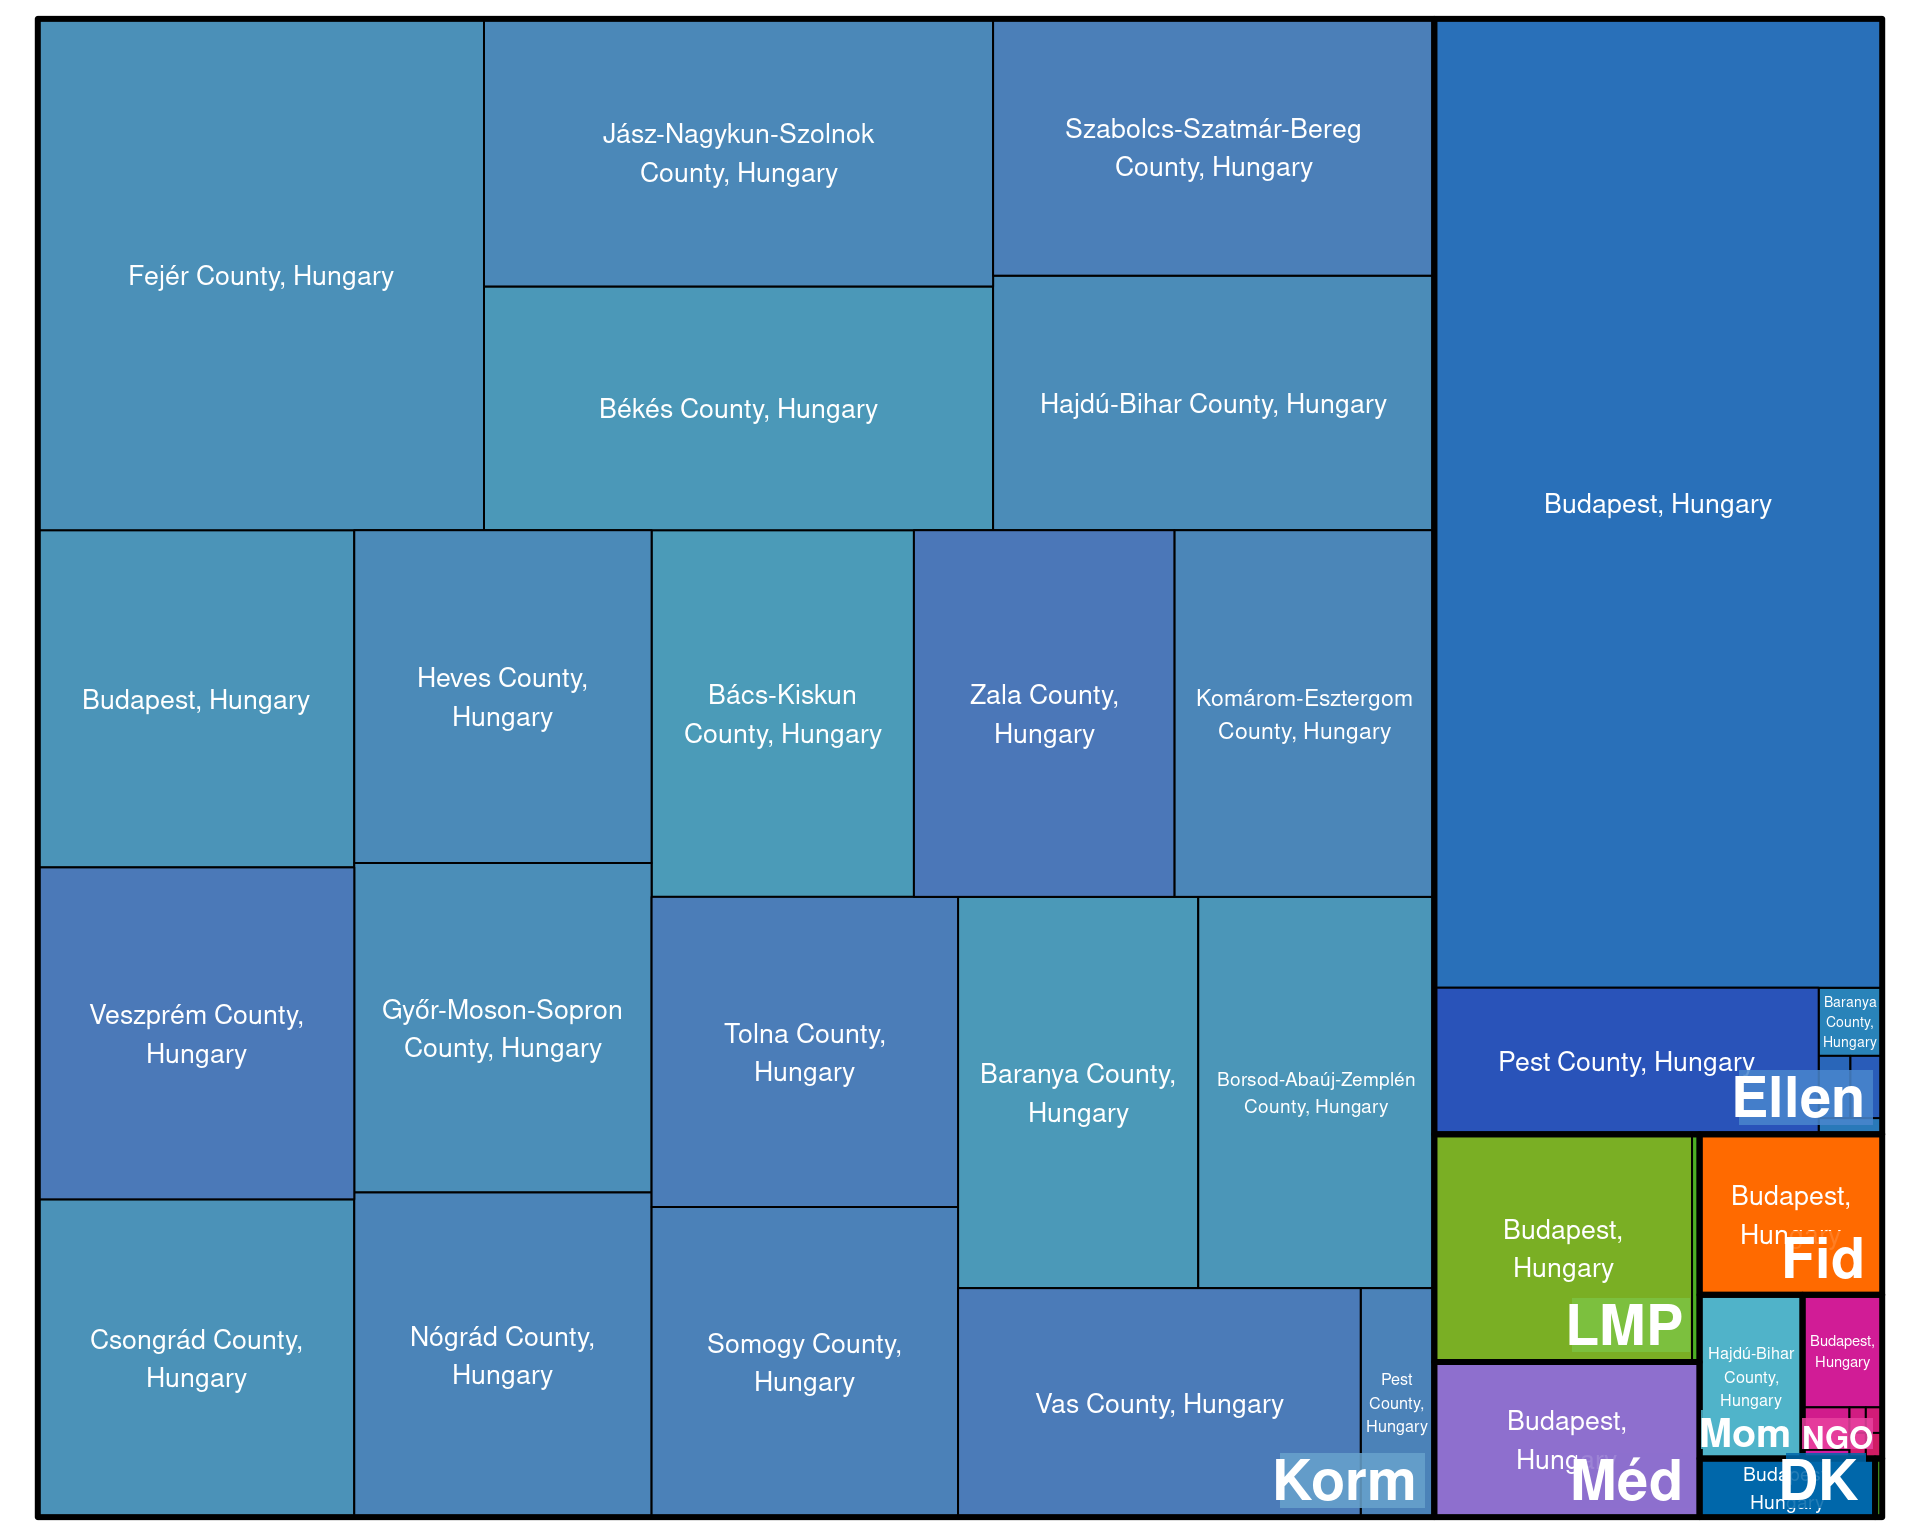 Fejér County, Hungary
Jász-Nagykun-Szolnok
County, Hungary
Szabolcs-Szatmár-Bereg
County, Hungary
Békés County, Hungary
Hajdú-Bihar County, Hungary
Budapest, Hungary
Heves County,
Hungary
Bács-Kiskun
County, Hungary
Zala County,
Hungary
Komárom-Esztergom
County, Hungary
Veszprém County,
Hungary
Győr-Moson-Sopron
County, Hungary
Tolna County,
Hungary
Baranya County,
Hungary
Borsod-Abaúj-Zemplén
County, Hungary
Csongrád County,
Hungary
Nógrád County,
Hungary
Somogy County,
Hungary
Vas County, Hungary
Pest
County,
Hungary
Korm
Budapest, Hungary
Pest County, Hungary
Baranya
County,
Hungary
Ellen
Budapest,
Hungary
LMP
Budapest,
Hungary
Fid
Budapest,
Hungary
Méd
Hajdú-Bihar
County,
Hungary
Mom
Budapest,
Hungary
NGO
Budapest,
Hungary
DK